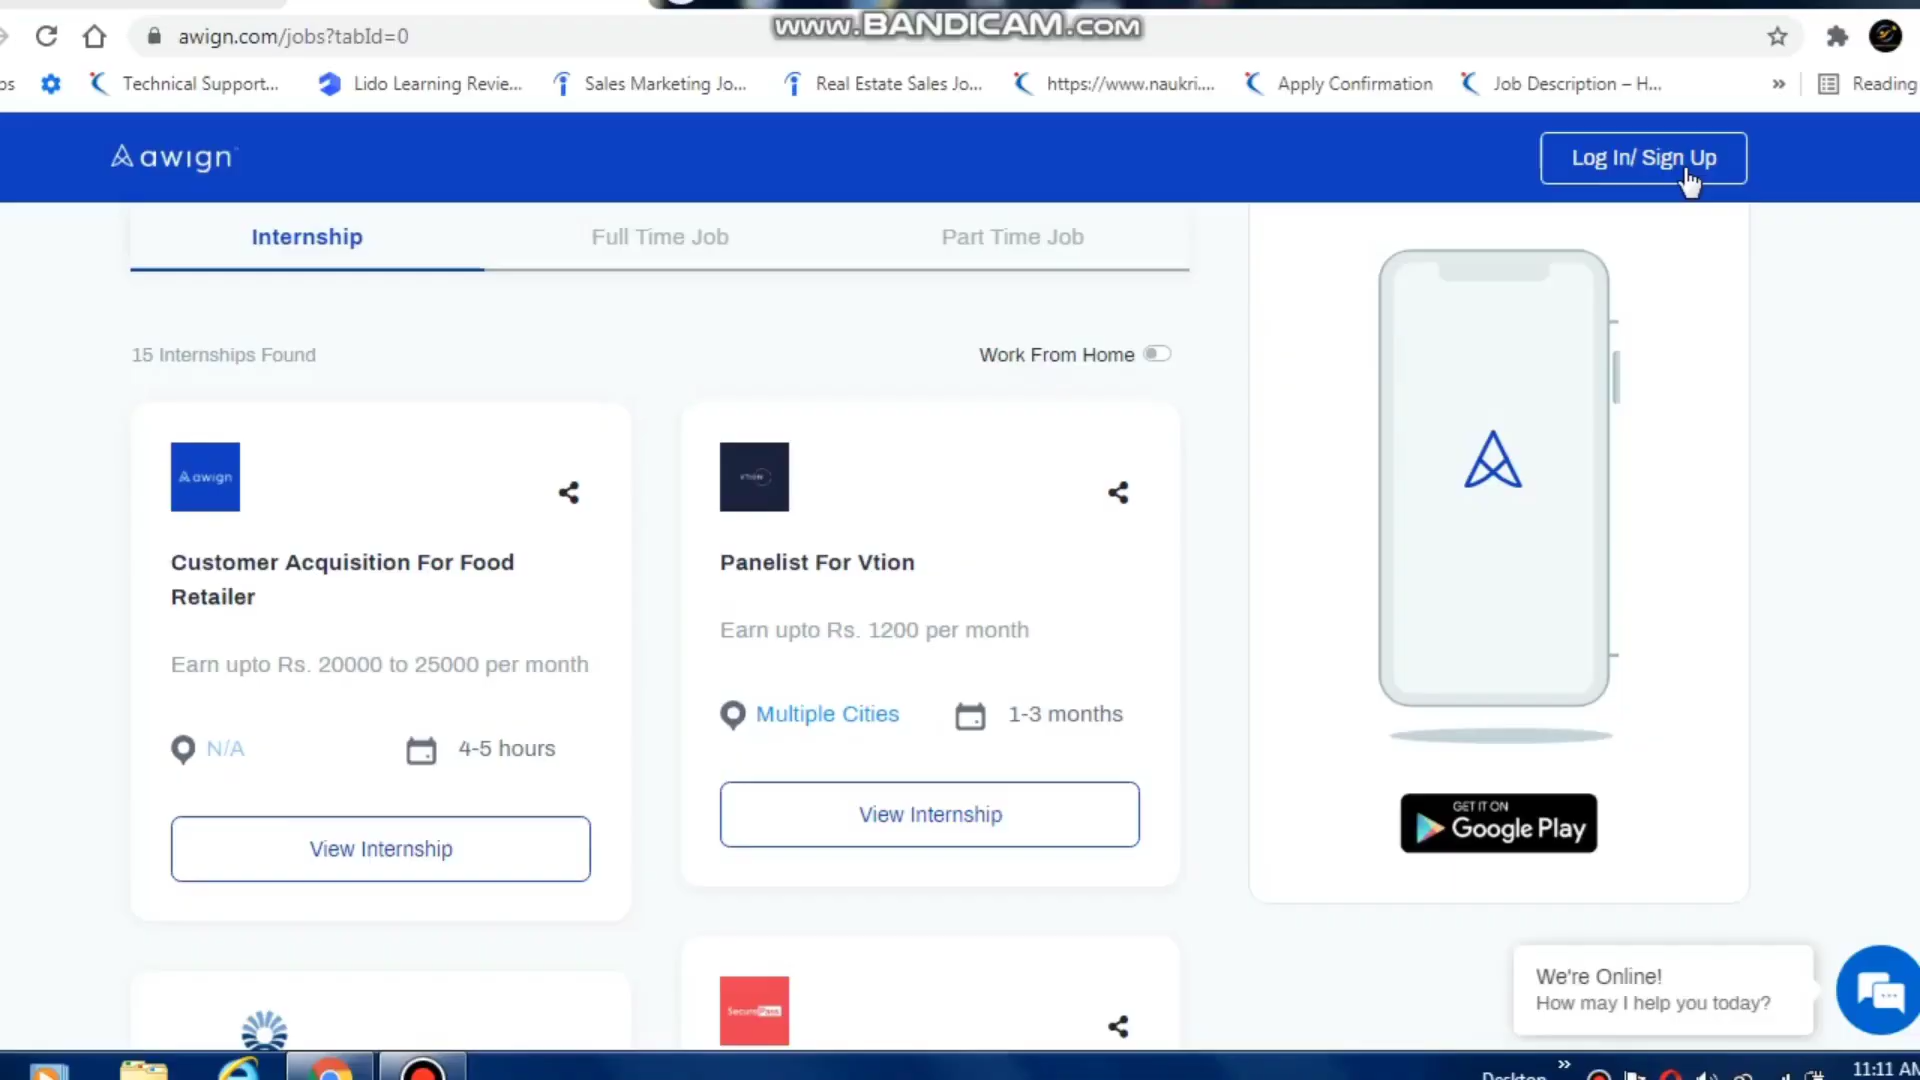 www.BANDICAM.com
awign.com/jobs?tabId=0
Technical Support...
Lido Learning Revie...
Sales Marketing Jo...
Real Estate Sales Jo...
https://www.naukri....
Apply Confirmation
Job Description – H...
»
Reading
awign
Log In/ Sign Up
Internship
Full Time Job
Part Time Job
15 Internships Found
Work From Home
awign
Customer Acquisition For Food
Retailer
Earn upto Rs. 20000 to 25000 per month
N/A
4-5 hours
View Internship
VTION
Panelist For Vtion
Earn upto Rs. 1200 per month
Multiple Cities
1-3 months
View Internship
SecurePass
GET IT ON
Google Play
We're Online!
How may I help you today?
Desktop
»
11:11 AM